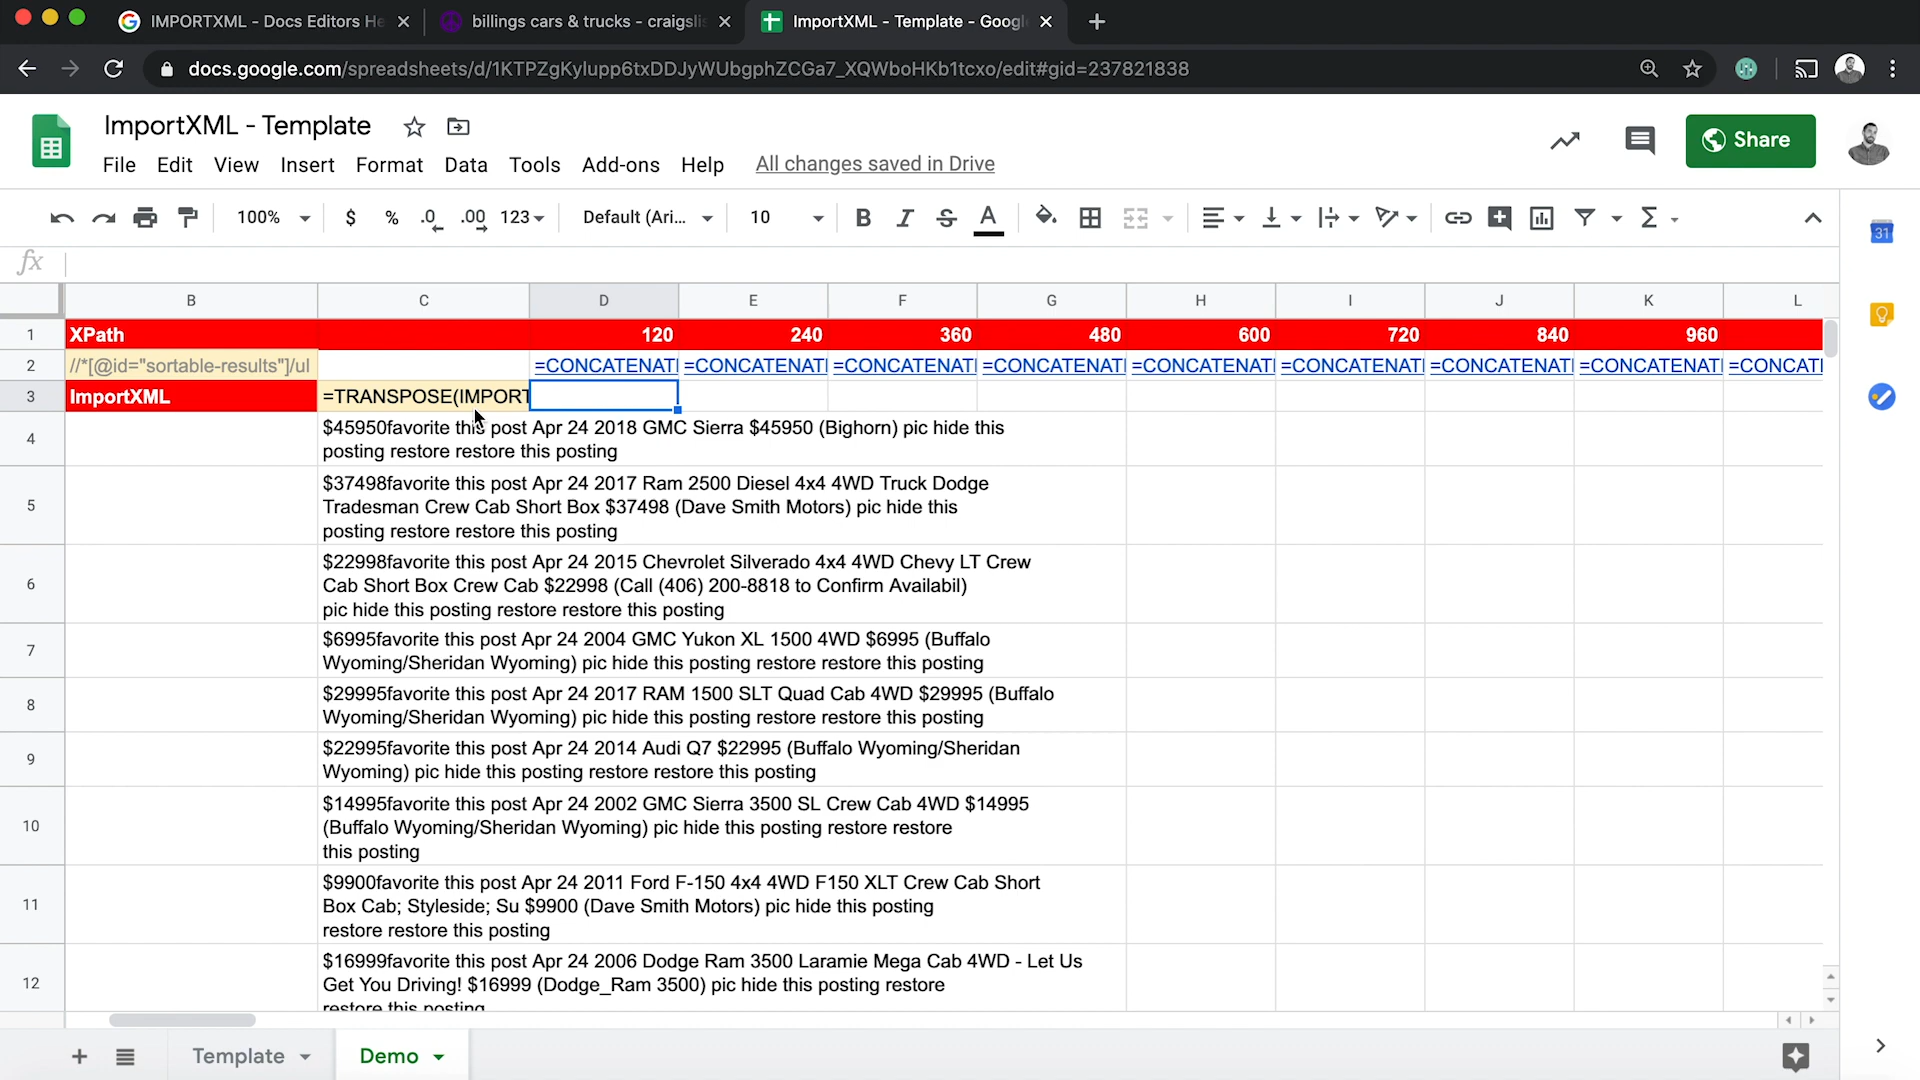 IMPORTXML - Docs Editors He
billings cars & trucks - craigslis
ImportXML - Template - Google
docs.google.com/spreadsheets/d/1KTPZgKylupp6txDDJyWUbgphZCGa7_XQWboHKb1tcxo/edit#gid=237821838
ImportXML - Template
File Edit View Insert Format Data Tools Add-ons Help All changes saved in Drive
Share
100% $ % .0 .00 123 Default (Ari... 10 B I S A Σ
31
fx
B C D E F G H I J K L
1 XPath 120 240 360 480 600 720 840 960
2 //*[@id="sortable-results"]/ul =CONCATENATI =CONCATENATI =CONCATENATI =CONCATENATI =CONCATENATI =CONCATENATI =CONCATENATI =CONCATENATI =CONCATI
3 ImportXML =TRANSPOSE(IMPORT
4 $45950favorite this post Apr 24 2018 GMC Sierra $45950 (Bighorn) pic hide this
posting restore restore this posting
5 $37498favorite this post Apr 24 2017 Ram 2500 Diesel 4x4 4WD Truck Dodge
Tradesman Crew Cab Short Box $37498 (Dave Smith Motors) pic hide this
posting restore restore this posting
6 $22998favorite this post Apr 24 2015 Chevrolet Silverado 4x4 4WD Chevy LT Crew
Cab Short Box Crew Cab $22998 (Call (406) 200-8818 to Confirm Availabil)
pic hide this posting restore restore this posting
7 $6995favorite this post Apr 24 2004 GMC Yukon XL 1500 4WD $6995 (Buffalo
Wyoming/Sheridan Wyoming) pic hide this posting restore restore this posting
8 $29995favorite this post Apr 24 2017 RAM 1500 SLT Quad Cab 4WD $29995 (Buffalo
Wyoming/Sheridan Wyoming) pic hide this posting restore restore this posting
9 $22995favorite this post Apr 24 2014 Audi Q7 $22995 (Buffalo Wyoming/Sheridan
Wyoming) pic hide this posting restore restore this posting
10 $14995favorite this post Apr 24 2002 GMC Sierra 3500 SL Crew Cab 4WD $14995
(Buffalo Wyoming/Sheridan Wyoming) pic hide this posting restore restore
this posting
11 $9900favorite this post Apr 24 2011 Ford F-150 4x4 4WD F150 XLT Crew Cab Short
Box Cab; Styleside; Su $9900 (Dave Smith Motors) pic hide this posting
restore restore this posting
12 $16999favorite this post Apr 24 2006 Dodge Ram 3500 Laramie Mega Cab 4WD - Let Us
Get You Driving! $16999 (Dodge_Ram 3500) pic hide this posting restore
restore this posting
Template Demo